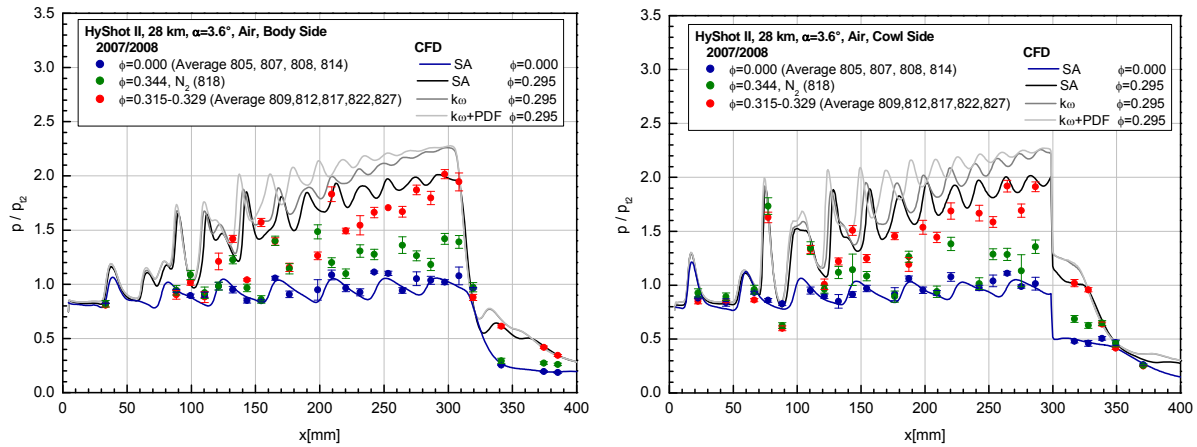 HyShot II, 28 km, α=3.6°, Air, Body Side
2007/2008
CFD
ϕ=0.000 (Average 805, 807, 808, 814)
ϕ=0.344, N₂ (818)
ϕ=0.315-0.329 (Average 809,812,817,822,827)
SA ϕ=0.000
SA ϕ=0.295
kω ϕ=0.295
kω+PDF ϕ=0.295
3.5
3.0
2.5
2.0
1.5
1.0
0.5
0.0
p / p_t2
0 50 100 150 200 250 300 350 400
x[mm]
HyShot II, 28 km, α=3.6°, Air, Cowl Side
2007/2008
CFD
ϕ=0.000 (Average 805, 807, 808, 814)
ϕ=0.344, N₂ (818)
ϕ=0.315-0.329 (Average 809,812,817,822,827)
SA ϕ=0.000
SA ϕ=0.295
kω ϕ=0.295
kω+PDF ϕ=0.295
3.5
3.0
2.5
2.0
1.5
1.0
0.5
0.0
p / p_t2
0 50 100 150 200 250 300 350 400
x[mm]